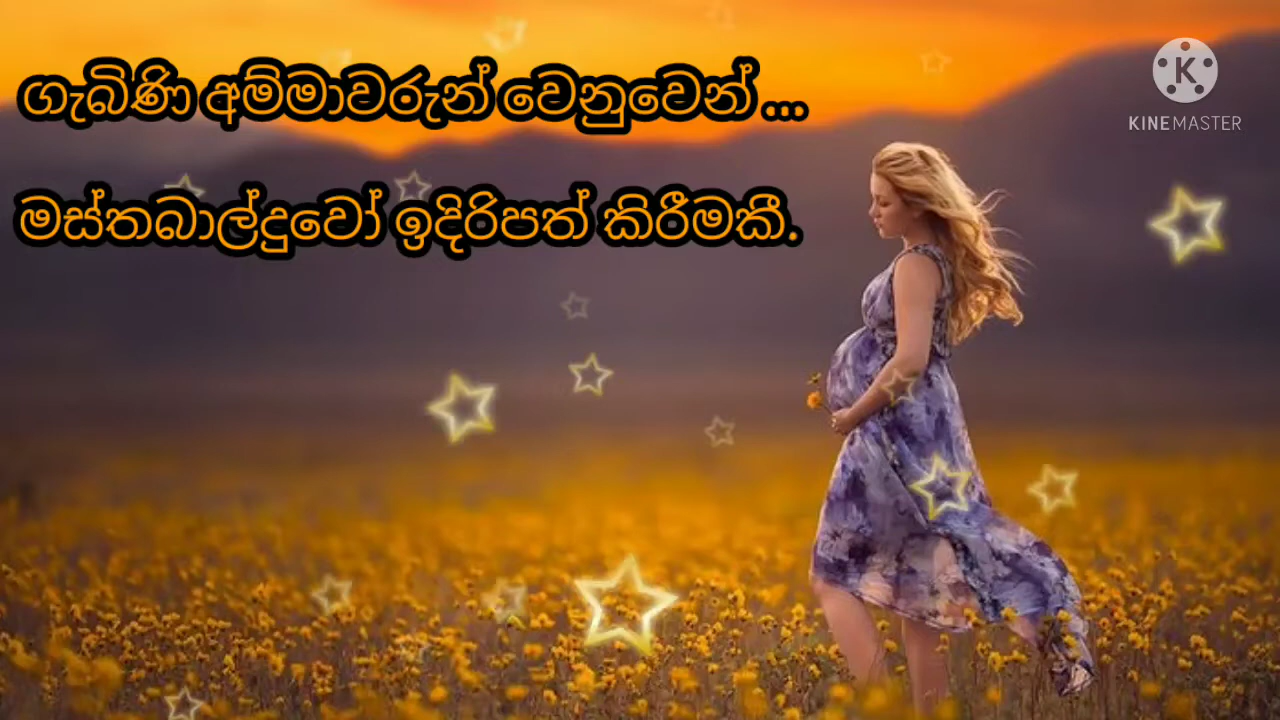 ගැබිණි අම්මාවරුන් වෙනුවෙන් ...
මස්තබාල්දුවෝ ඉදිරිපත් කිරීමකී.
K
KINEMASTER